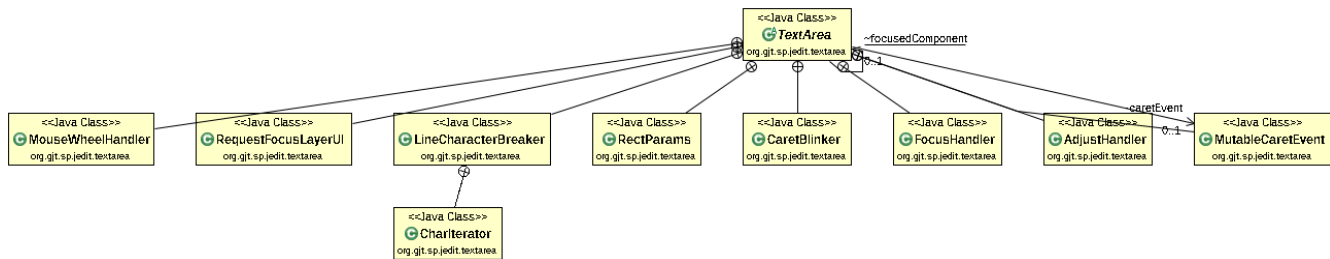 <<Java Class>>
TextArea
org.gjt.sp.jedit.textarea
~focusedComponent
0..1
-caretEvent
0..1
<<Java Class>>
MouseWheelHandler
org.gjt.sp.jedit.textarea
<<Java Class>>
RequestFocusLayerUI
org.gjt.sp.jedit.textarea
<<Java Class>>
LineCharacterBreaker
org.gjt.sp.jedit.textarea
<<Java Class>>
RectParams
org.gjt.sp.jedit.textarea
<<Java Class>>
CaretBlinker
org.gjt.sp.jedit.textarea
<<Java Class>>
FocusHandler
org.gjt.sp.jedit.textarea
<<Java Class>>
AdjustHandler
org.gjt.sp.jedit.textarea
<<Java Class>>
MutableCaretEvent
org.gjt.sp.jedit.textarea
<<Java Class>>
CharIterator
org.gjt.sp.jedit.textarea